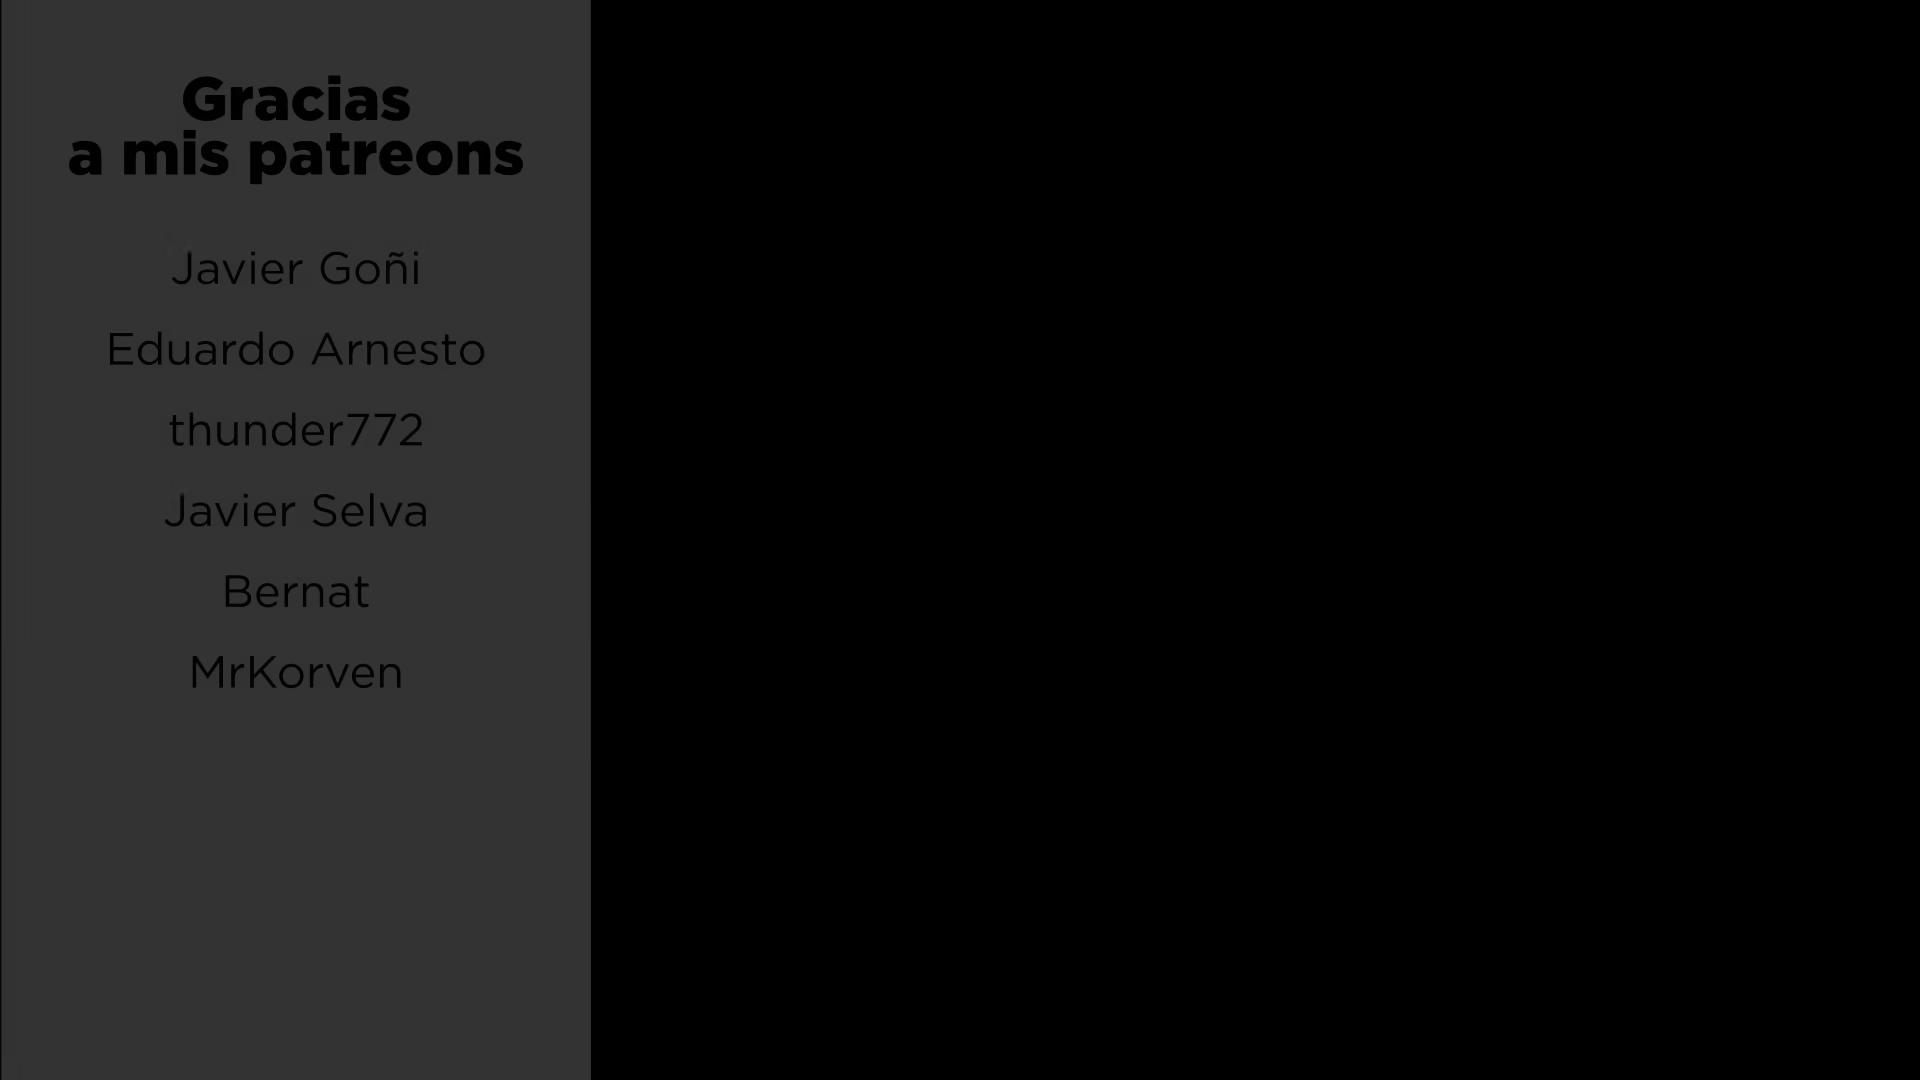 Gracias
a mis patreons
Javier Goñi
Eduardo Arnesto
thunder772
Javier Selva
Bernat
MrKorven